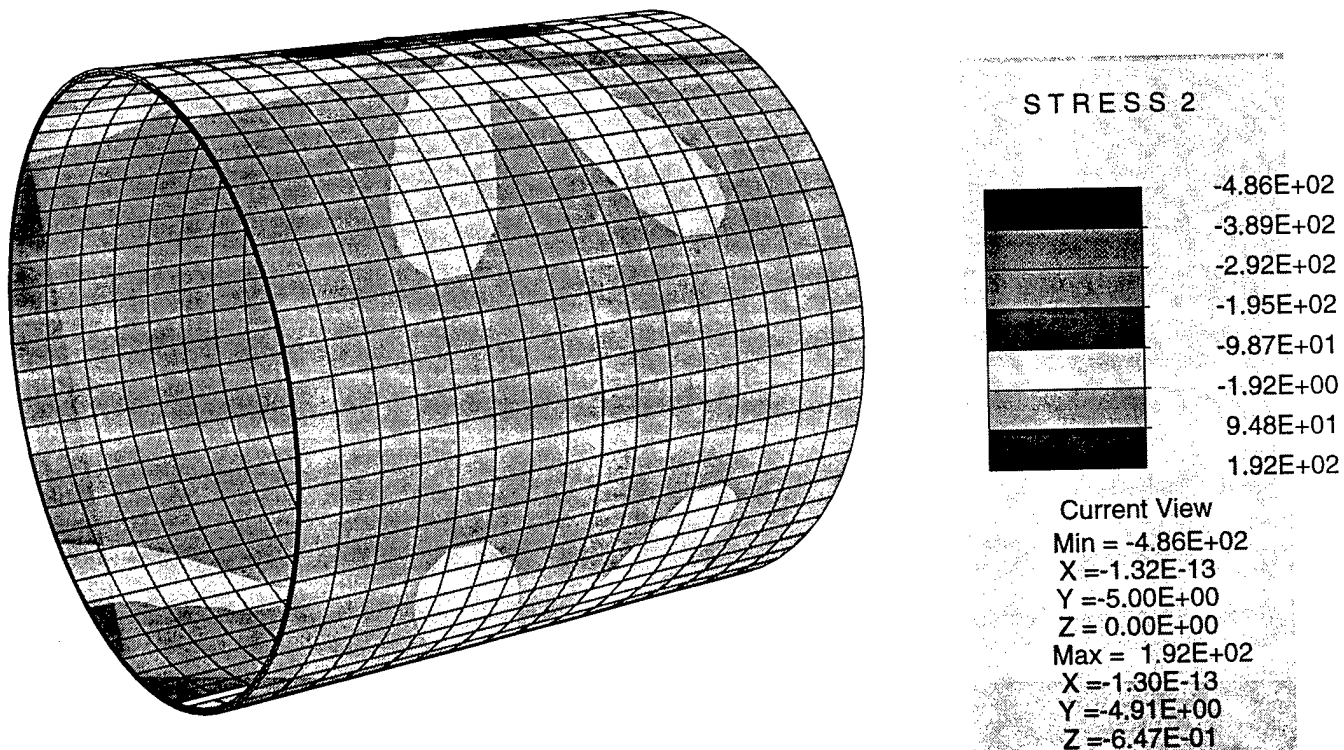 STRESS 2
-4.86E+02
-3.89E+02
-2.92E+02
-1.95E+02
-9.87E+01
-1.92E+00
9.48E+01
1.92E+02
Current View
Min = -4.86E+02
X =-1.32E-13
Y =-5.00E+00
Z = 0.00E+00
Max = 1.92E+02
X =-1.30E-13
Y =-4.91E+00
Z =-6.47E-01